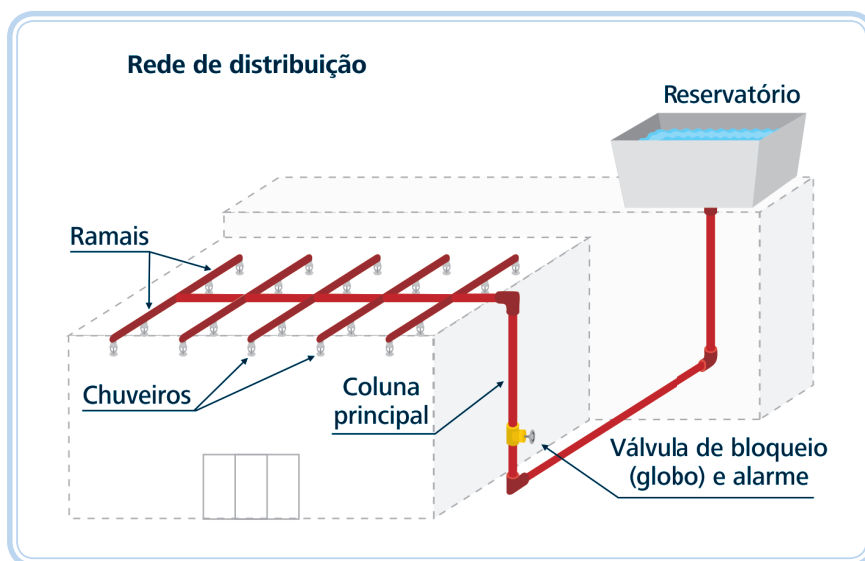 Rede de distribuição
Reservatório
Ramais
Chuveiros
Coluna
principal
Válvula de bloqueio
(globo) e alarme